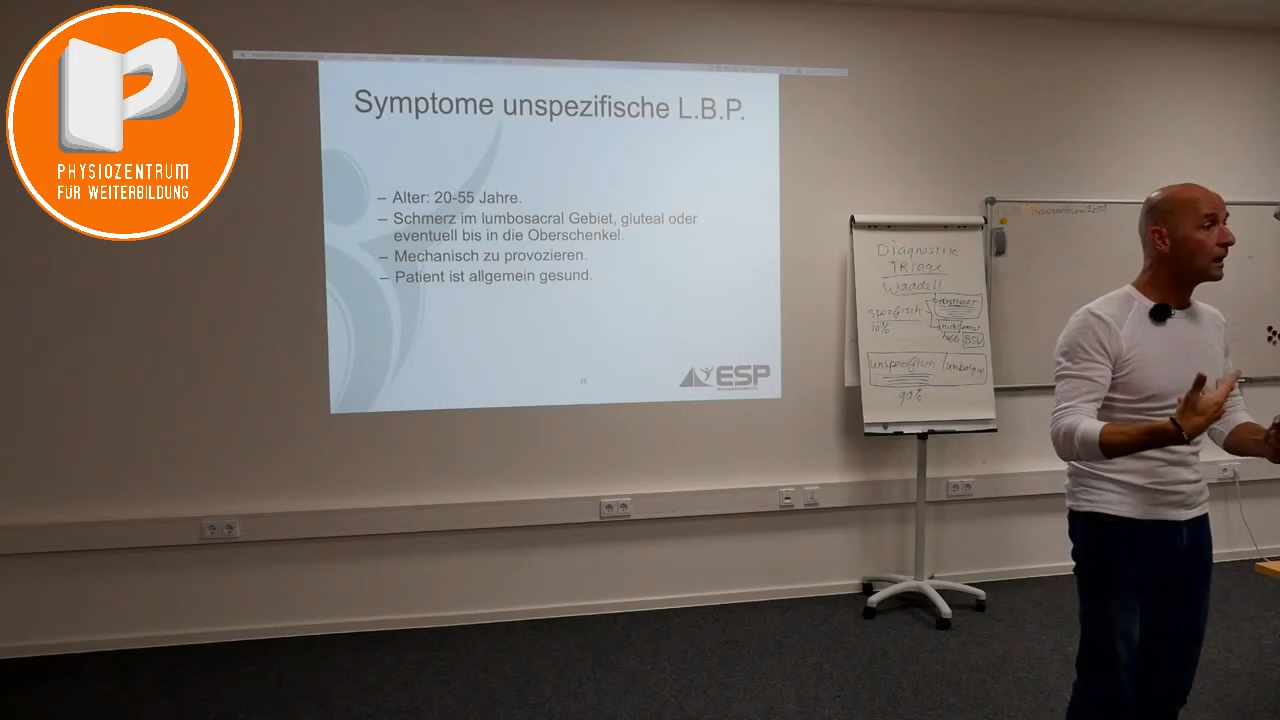 PHYSIOZENTRUM
FÜR WEITERBILDUNG
Symptome unspezifische L.B.P.
– Alter: 20-55 Jahre.
– Schmerz im lumbosacral Gebiet, gluteal oder
eventuell bis in die Oberschenkel.
– Mechanisch zu provozieren.
– Patient ist allgemein gesund.
33
ESP
Diagnostic
TRiage
Waddell
spezifisch
10%
BSV
unspezifisch
90%